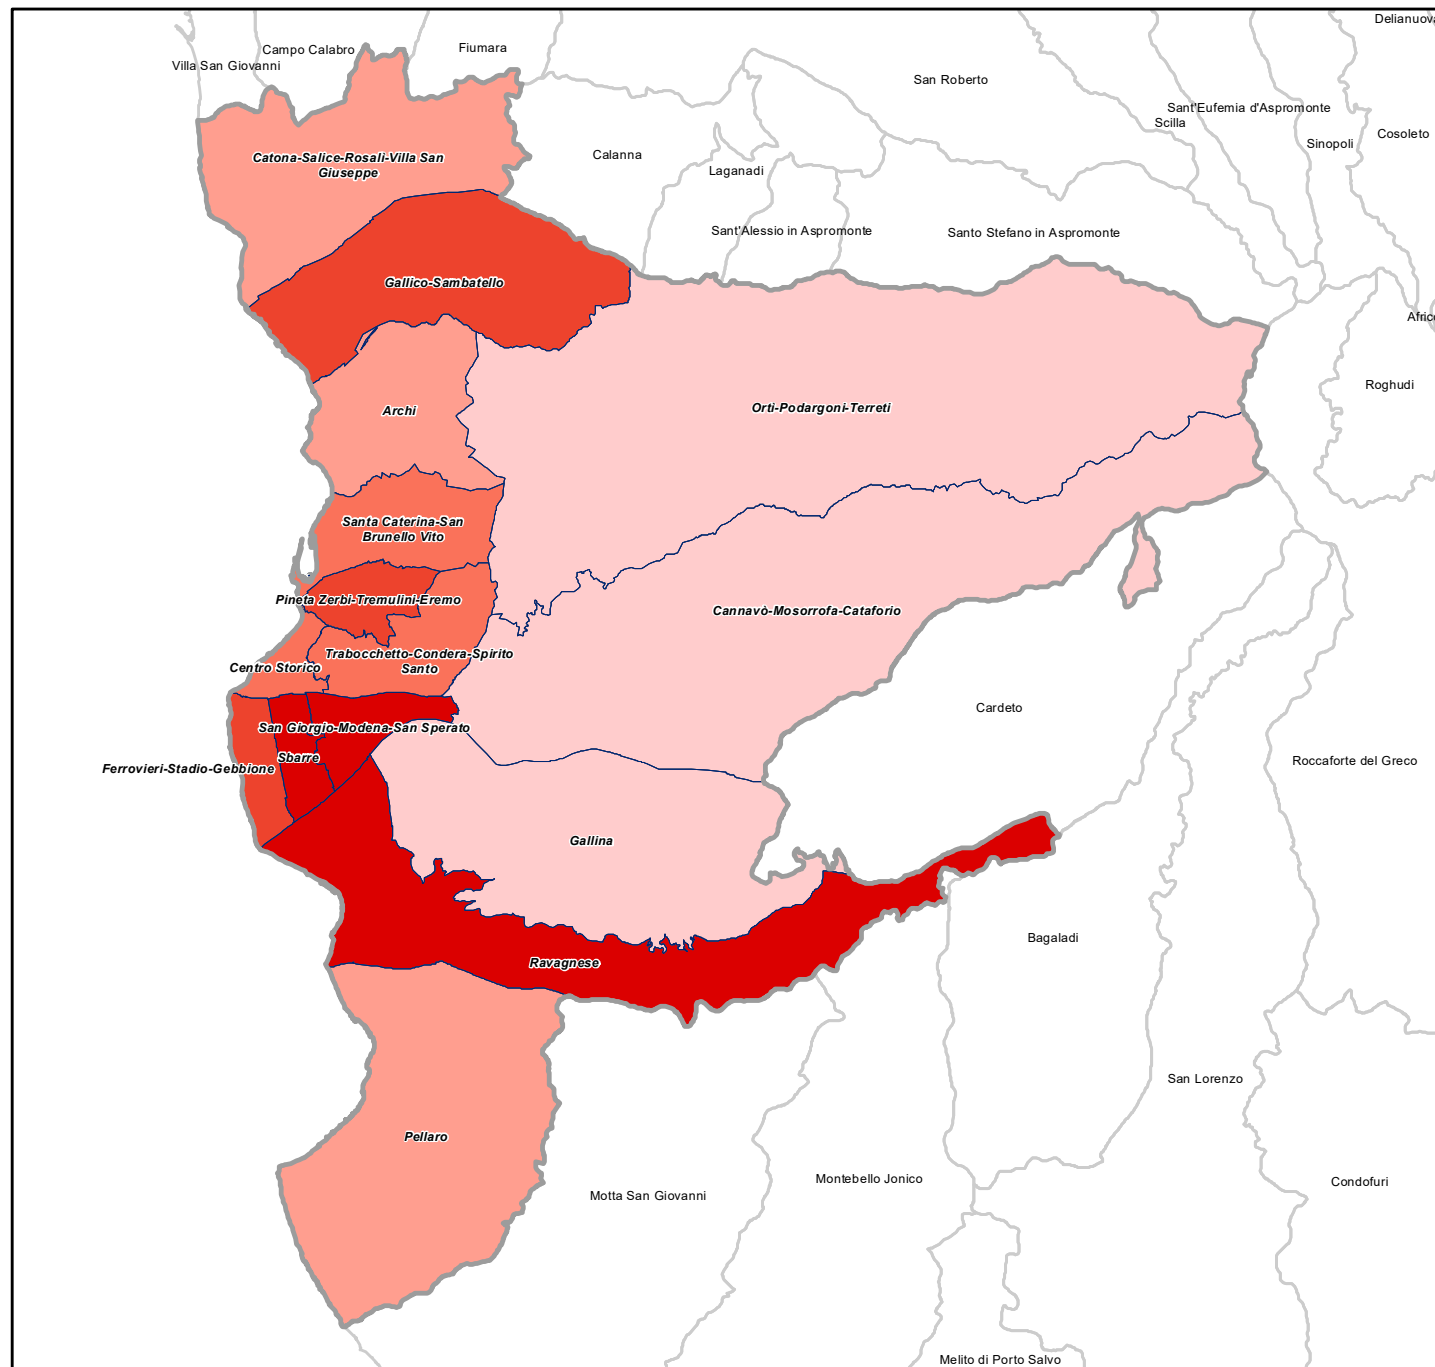 Delianuov
Campo Calabro
Fiumara
Villa San Giovanni
San Roberto
Sant'Eufemia d'Aspromonte
Scilla
Sinopoli
Cosoleto
Catona-Salice-Rosali-Villa San
Giuseppe
Calanna
Laganadi
Sant'Alessio in Aspromonte
Santo Stefano in Aspromonte
Gallico-Sambatello
Afric
Roghudi
Archi
Orti-Podargoni-Terreti
Santa Caterina-San
Brunello Vito
Pineta Zerbi-Tremulini-Eremo
Cannavò-Mosorrofa-Cataforio
Trabocchetto-Condera-Spirito
Santo
Centro Storico
Cardeto
San Giorgio-Modena-San Sperato
Sbarre
Ferrovieri-Stadio-Gebbione
Roccaforte del Greco
Gallina
Bagaladi
Ravagnese
San Lorenzo
Pellaro
Motta San Giovanni
Montebello Jonico
Condofuri
Melito di Porto Salvo